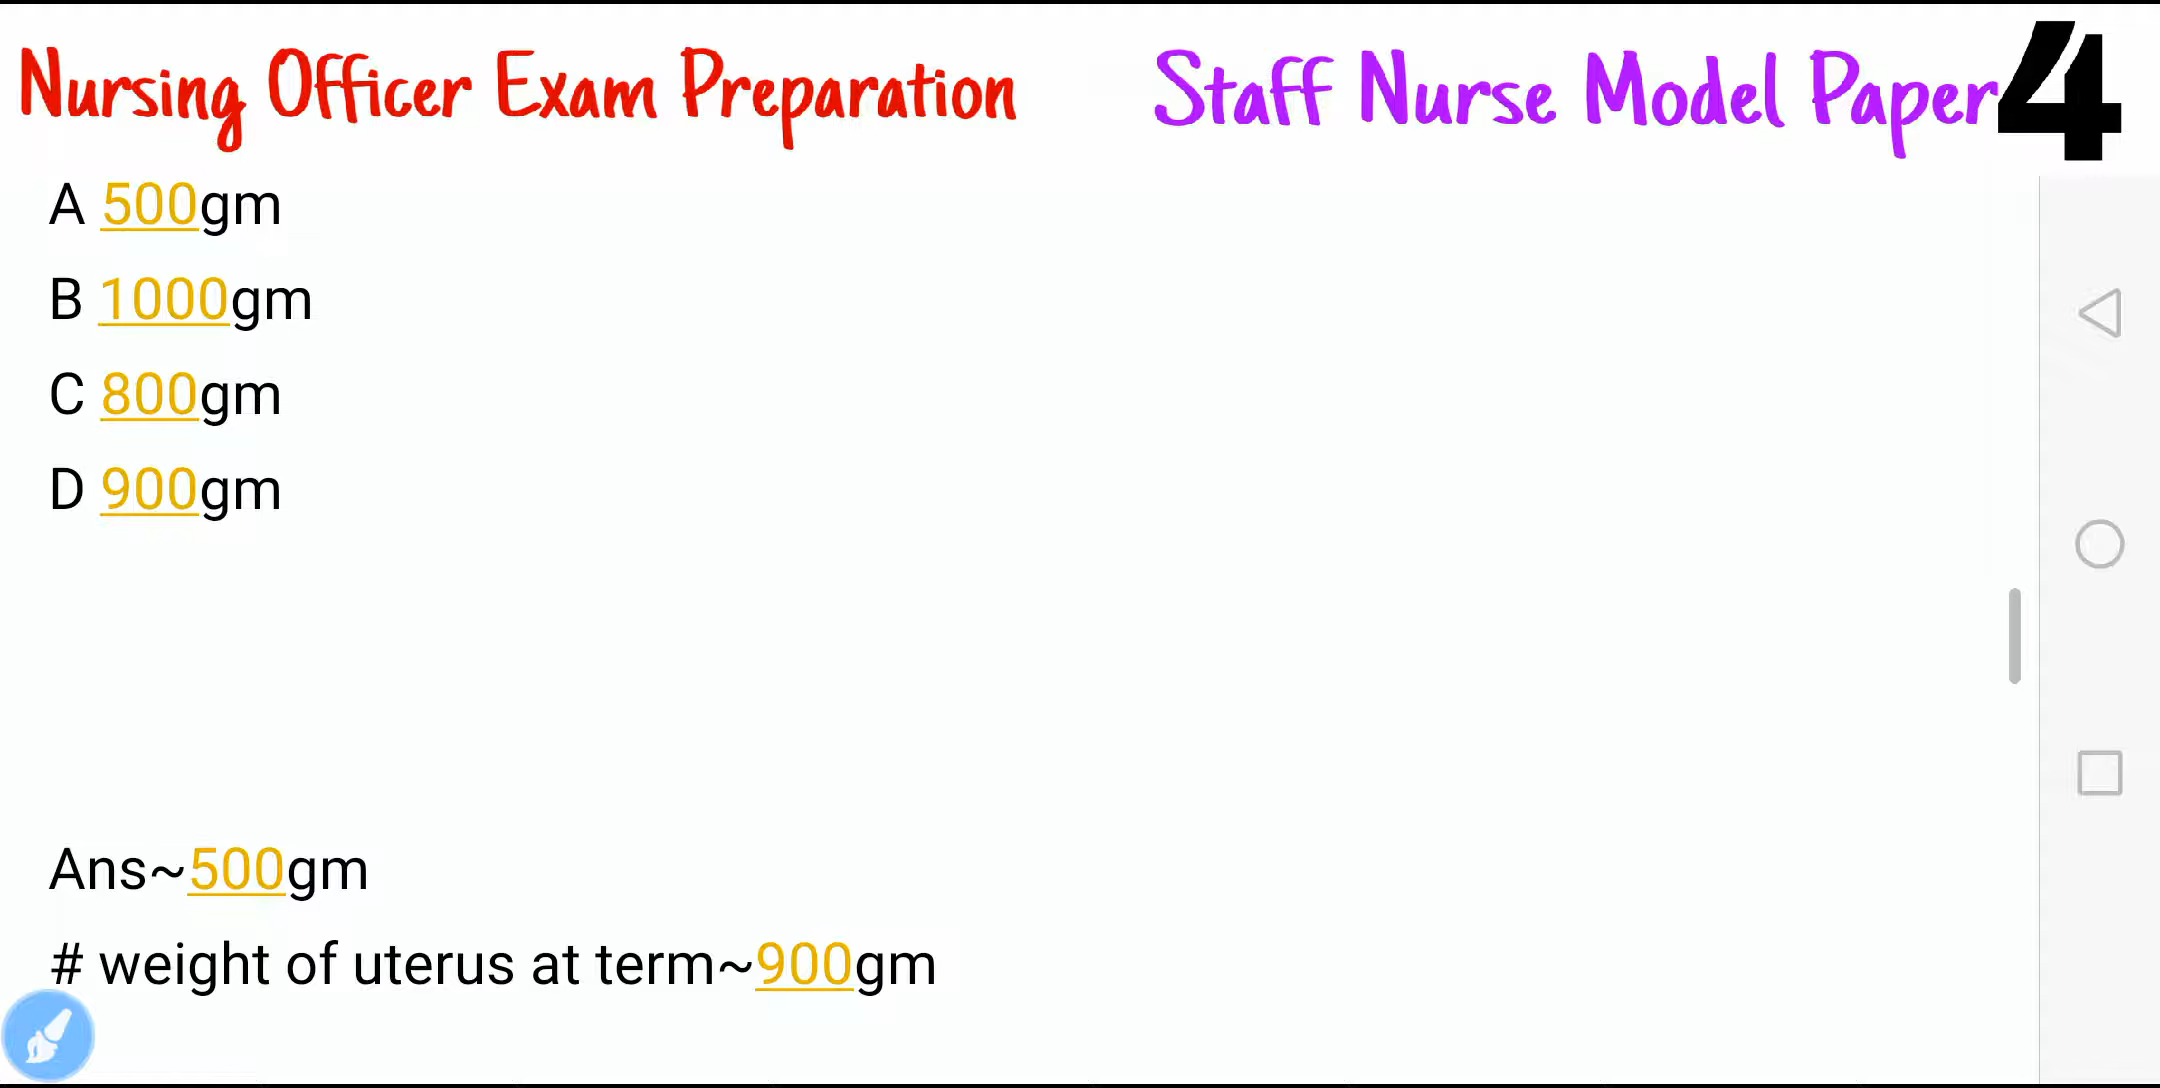 Nursing Officer Exam Preparation Staff Nurse Model Paper 4
A 500gm
B 1000gm
C 800gm
D 900gm
Ans~500gm
# weight of uterus at term~900gm